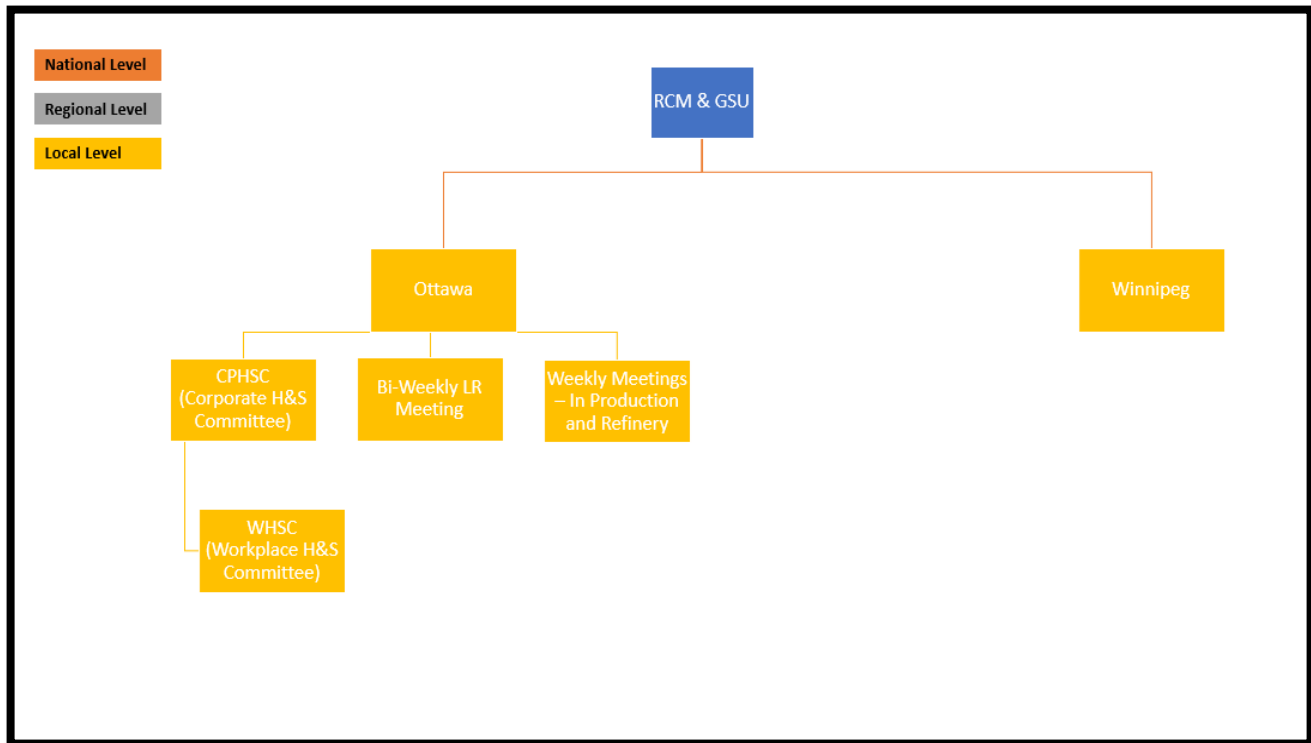 National Level
Regional Level
Local Level
RCM & GSU
Ottawa
Winnipeg
CPHSC
(Corporate H&S
Committee)
Bi-Weekly LR
Meeting
Weekly Meetings
– In Production
and Refinery
WHSC
(Workplace H&S
Committee)